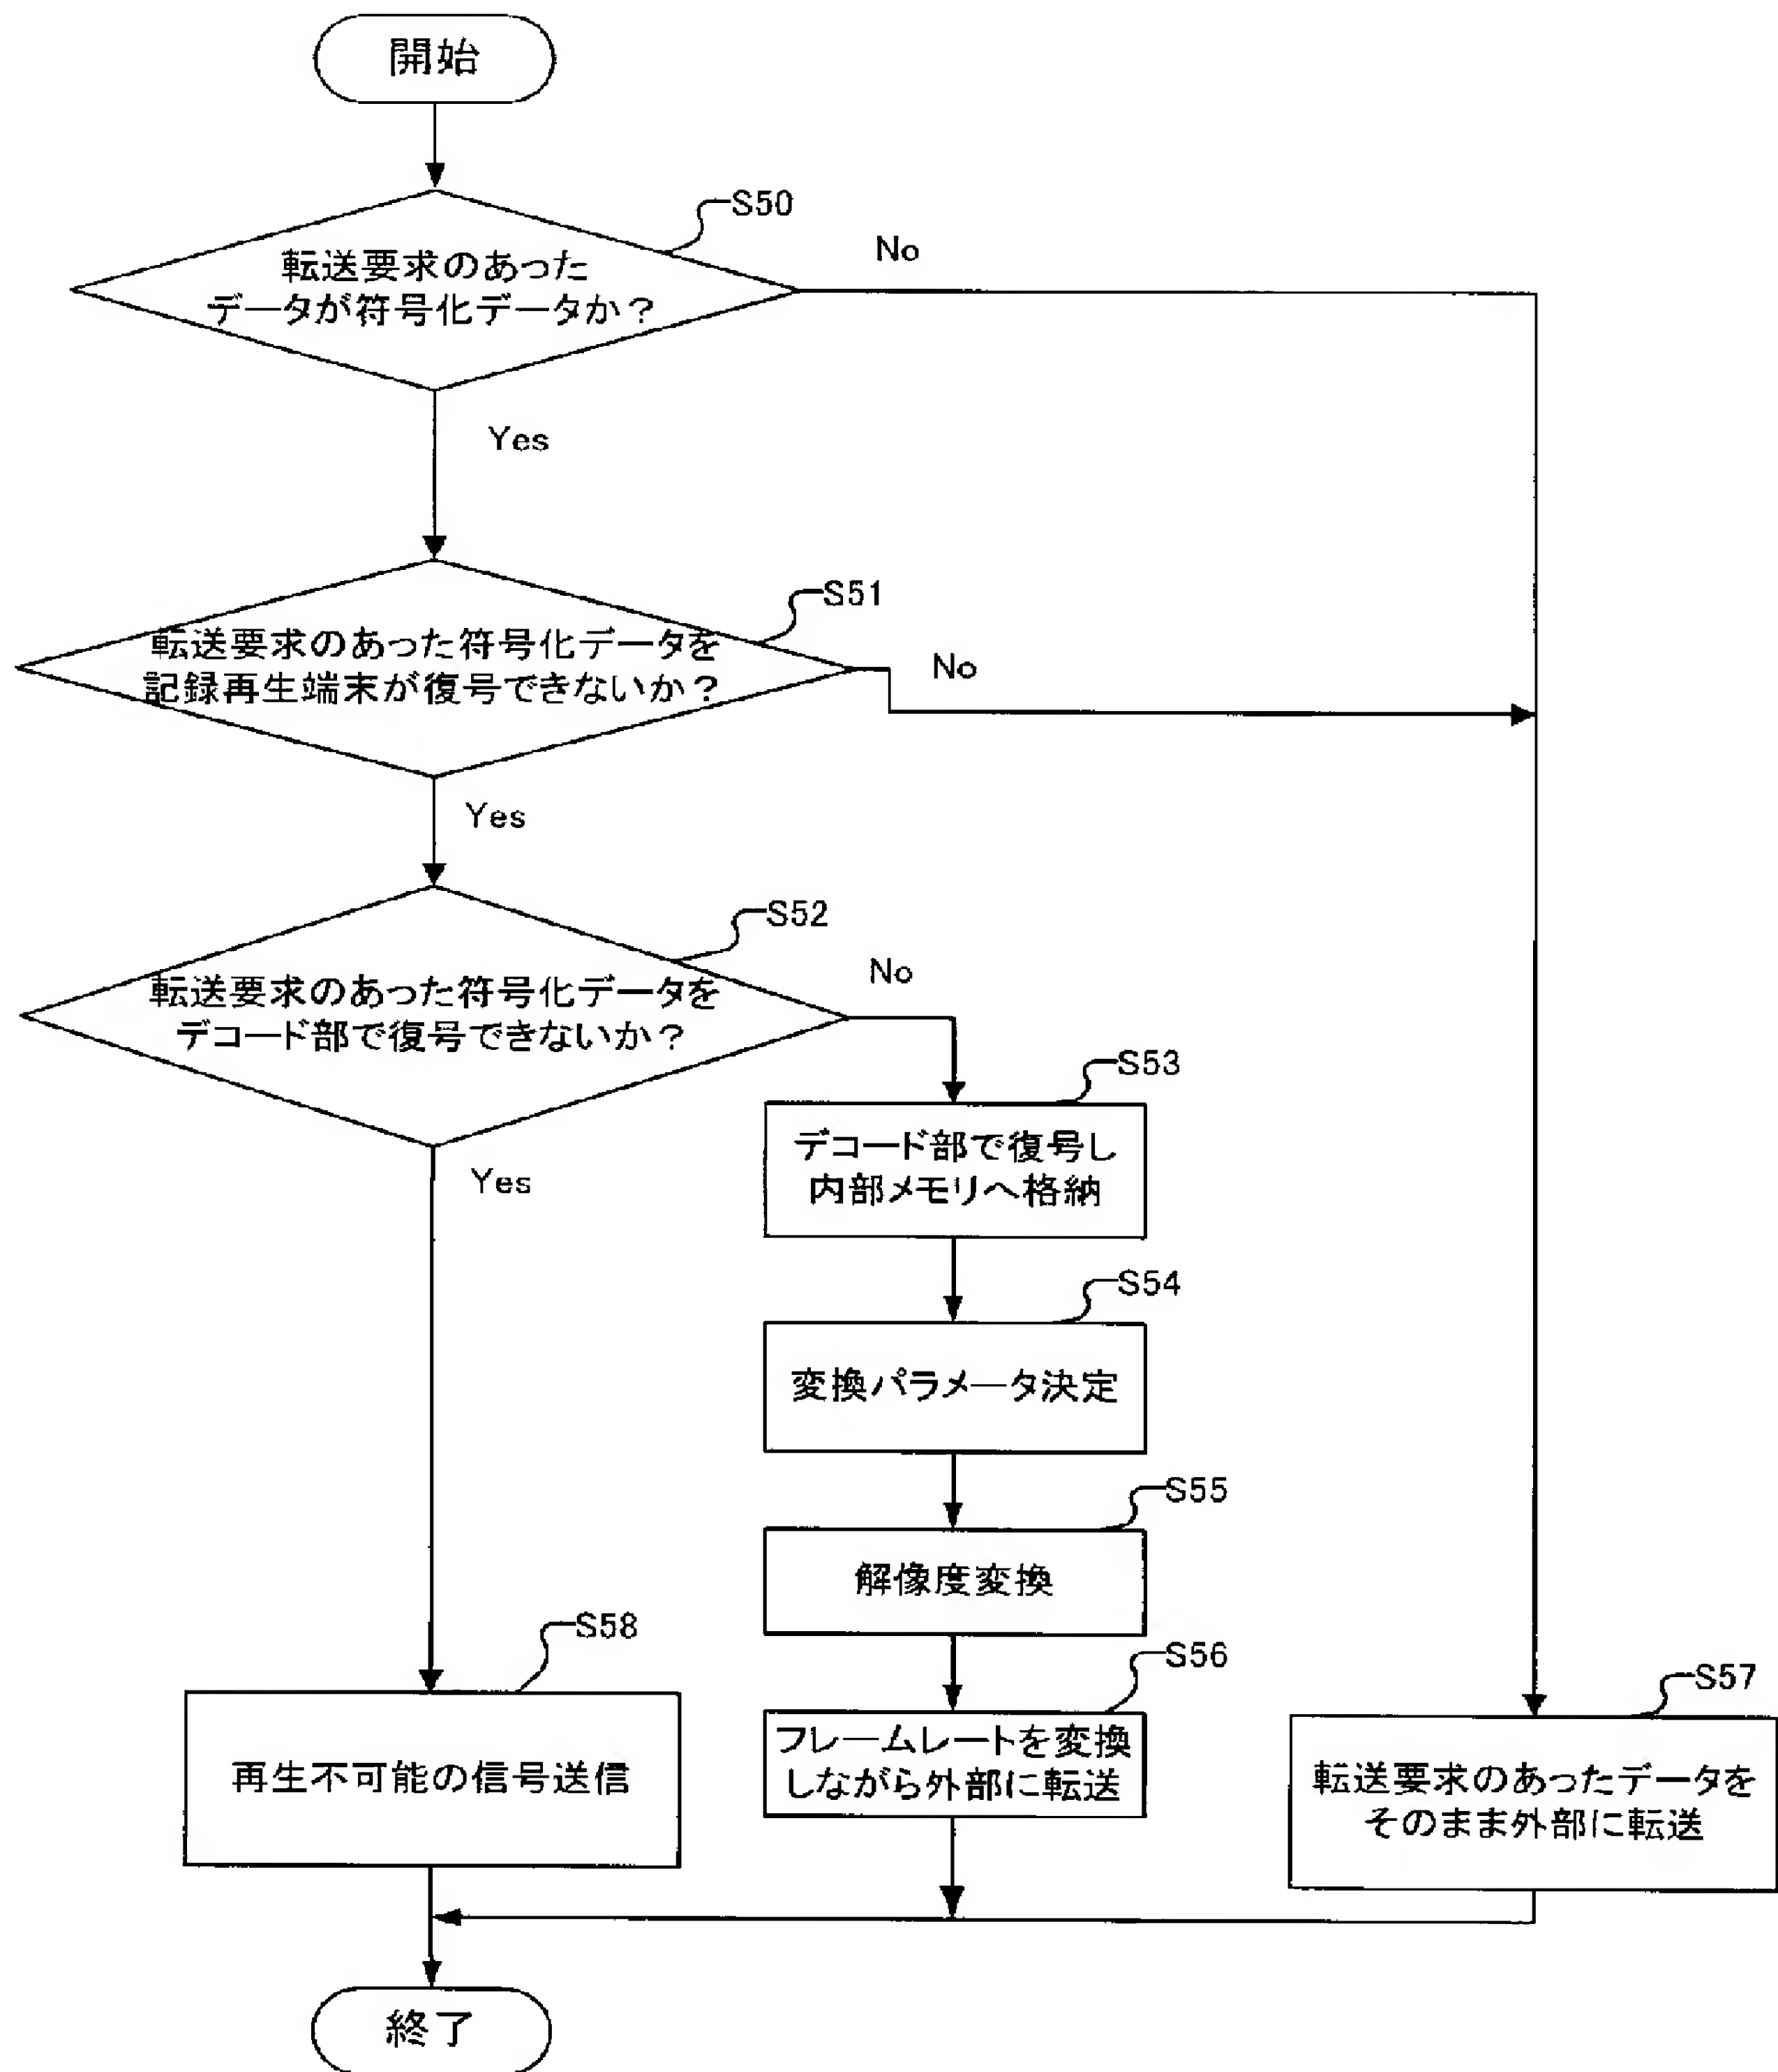 開始
S50
転送要求のあった
データが符号化データか？
No
Yes
S51
転送要求のあった符号化データを
記録再生端末が復号できないか？
No
Yes
S52
転送要求のあった符号化データを
デコード部で復号できないか？
No
Yes
S53
デコード部で復号し
内部メモリへ格納
S54
変換パラメータ決定
S55
解像度変換
S56
フレームレートを変換
しながら外部に転送
S57
転送要求のあったデータを
そのまま外部に転送
S58
再生不可能の信号送信
終了